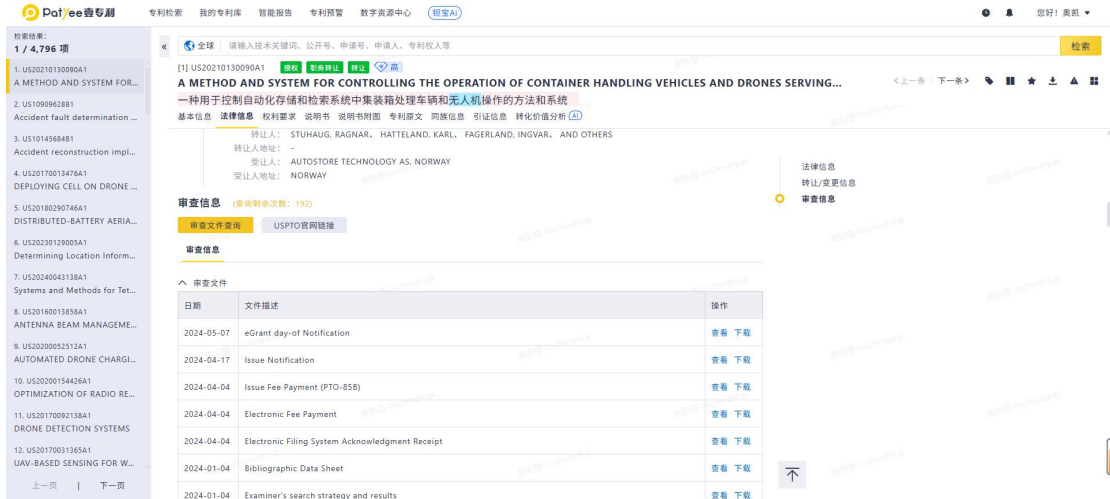 Patyee壹专利 专利检索 我的专利库 智能报告 专利预警 数字资源中心 钽宝Ai 您好！奥凯
检索结果：
1 / 4,796 项
1. US20210130090A1
A METHOD AND SYSTEM FOR...
2. US1090962881
Accident fault determination ...
3. US1014568481
Accident reconstruction impl...
4. US20170013476A1
DEPLOYING CELL ON DRONE ...
5. US20180290746A1
DISTRIBUTED-BATTERY AERIA...
6. US20230129005A1
Determining Location Inform...
7. US20240043138A1
Systems and Methods for Tet...
8. US20160013858A1
ANTENNA BEAM MANAGEME...
9. US20200052512A1
AUTOMATED DRONE CHARGI...
10. US20200154426A1
OPTIMIZATION OF RADIO RE...
11. US20170092138A1
DRONE DETECTION SYSTEMS
12. US20170031365A1
UAV-BASED SENSING FOR W...
上一页 | 下一页
« 全球 请输入技术关键词、公开号、申请号、申请人、专利权人等 检索
[1] US20210130090A1 授权 职务转让 转让 高
A METHOD AND SYSTEM FOR CONTROLLING THE OPERATION OF CONTAINER HANDLING VEHICLES AND DRONES SERVING... <上一条 下一条>
一种用于控制自动化存储和检索系统中集装箱处理车辆和无人机操作的方法和系统
基本信息 法律信息 权利要求 说明书 说明书附图 专利原文 同族信息 引证信息 转化价值分析 AI
转让人： STUHAUG, RAGNAR、 HATTELAND, KARL、 FAGERLAND, INGVAR、 AND OTHERS
转让人地址： -
受让人： AUTOSTORE TECHNOLOGY AS, NORWAY
受让人地址： NORWAY
法律信息
转让/变更信息
审查信息
审查信息 (查询剩余次数：192)
审查文件查询 USPTO官网链接
审查信息
审查文件
日期 文件描述 操作
2024-05-07 eGrant day-of Notification 查看 下载
2024-04-17 Issue Notification 查看 下载
2024-04-04 Issue Fee Payment (PTO-85B) 查看 下载
2024-04-04 Electronic Fee Payment 查看 下载
2024-04-04 Electronic Filing System Acknowledgment Receipt 查看 下载
2024-01-04 Bibliographic Data Sheet 查看 下载
2024-01-04 Examiner's search strategy and results 查看 下载